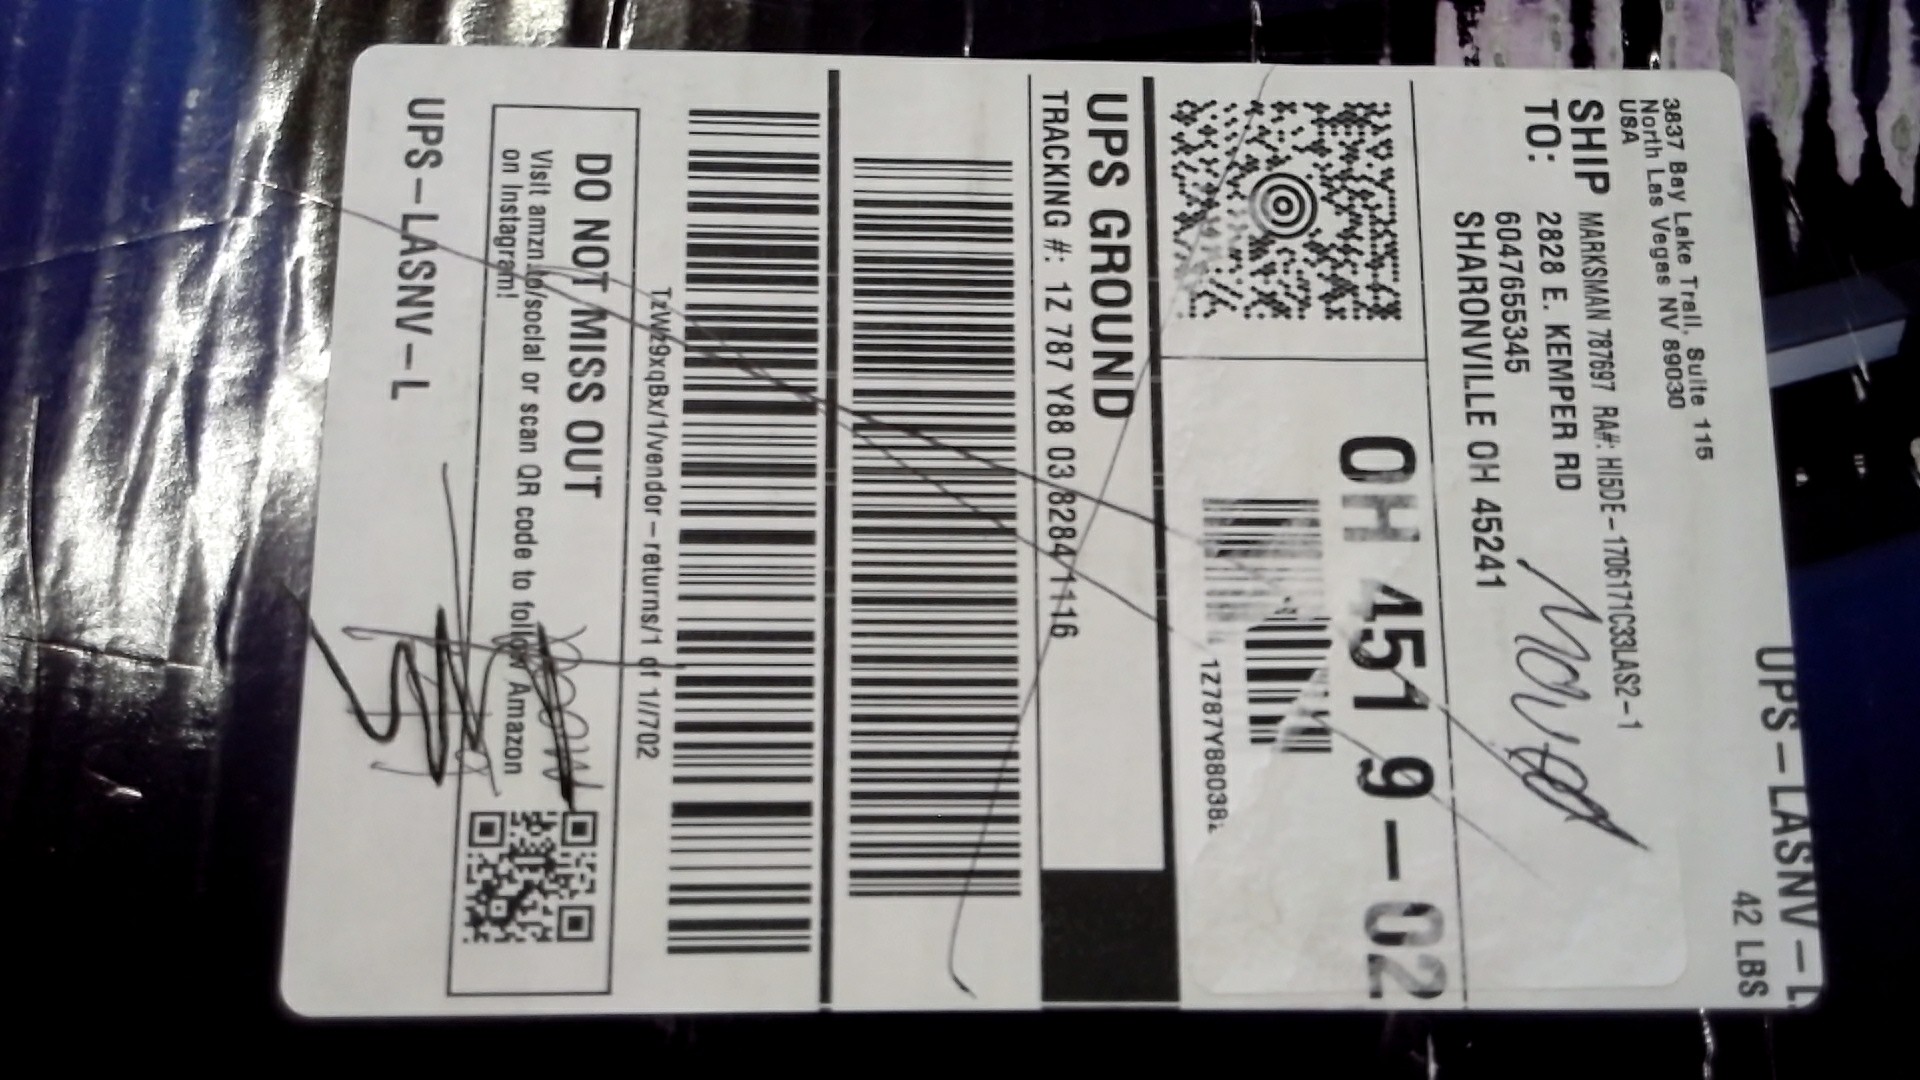 UPS-LASNV-L
42 LBS
3837 Bay Lake Trail, Suite 115
North Las Vegas NV 89030
USA
SHIP TO:
MARKSMAN 787697 RA#: HI5DE-1706171C33LAS2-1
2828 E. KEMPER RD
6047655345
SHARONVILLE OH 45241
OH 451 9-02
1Z787Y88038
UPS GROUND
TRACKING #: 1Z 787 Y88 03 8284 1116
TzWz9xqBx/1/vendor-returns/1 of 1//702
DO NOT MISS OUT
Visit amzn.to/social or scan QR code to follow Amazon
on Instagram!
UPS-LASNV-L